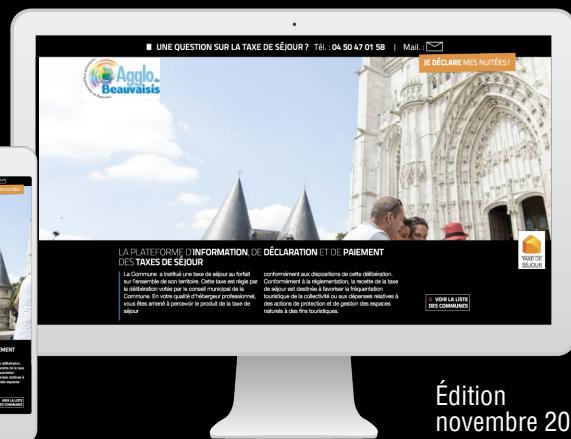 UNE QUESTION SUR LA TAXE DE SÉJOUR ? Tél. : 04 50 47 01 58 | Mail. :
JE DÉCLARE MES NUITÉES !
Agglo.
Beauvaisis
LA PLATEFORME D'INFORMATION, DE DÉCLARATION ET DE PAIEMENT
DES TAXES DE SÉJOUR
La Commune a institué une taxe de séjour au forfait
sur l'ensemble de son territoire. Cette taxe est régie par
la délibération votée par le conseil municipal de la
Commune. En votre qualité d'hébergeur professionnel,
vous êtes amené à percevoir le produit de la taxe de
séjour
conformément aux dispositions de cette délibération.
Conformément à la réglementation, la recette de la taxe
de séjour est destinée à favoriser la fréquentation
touristique de la collectivité ou aux dépenses relatives à
des actions de protection et de gestion des espaces
naturels à des fins touristiques.
TAXE DE
SÉJOUR
VOIR LA LISTE
DES COMMUNES
EMENT
VOIR LA LISTE
DES COMMUNES
Édition
novembre 20